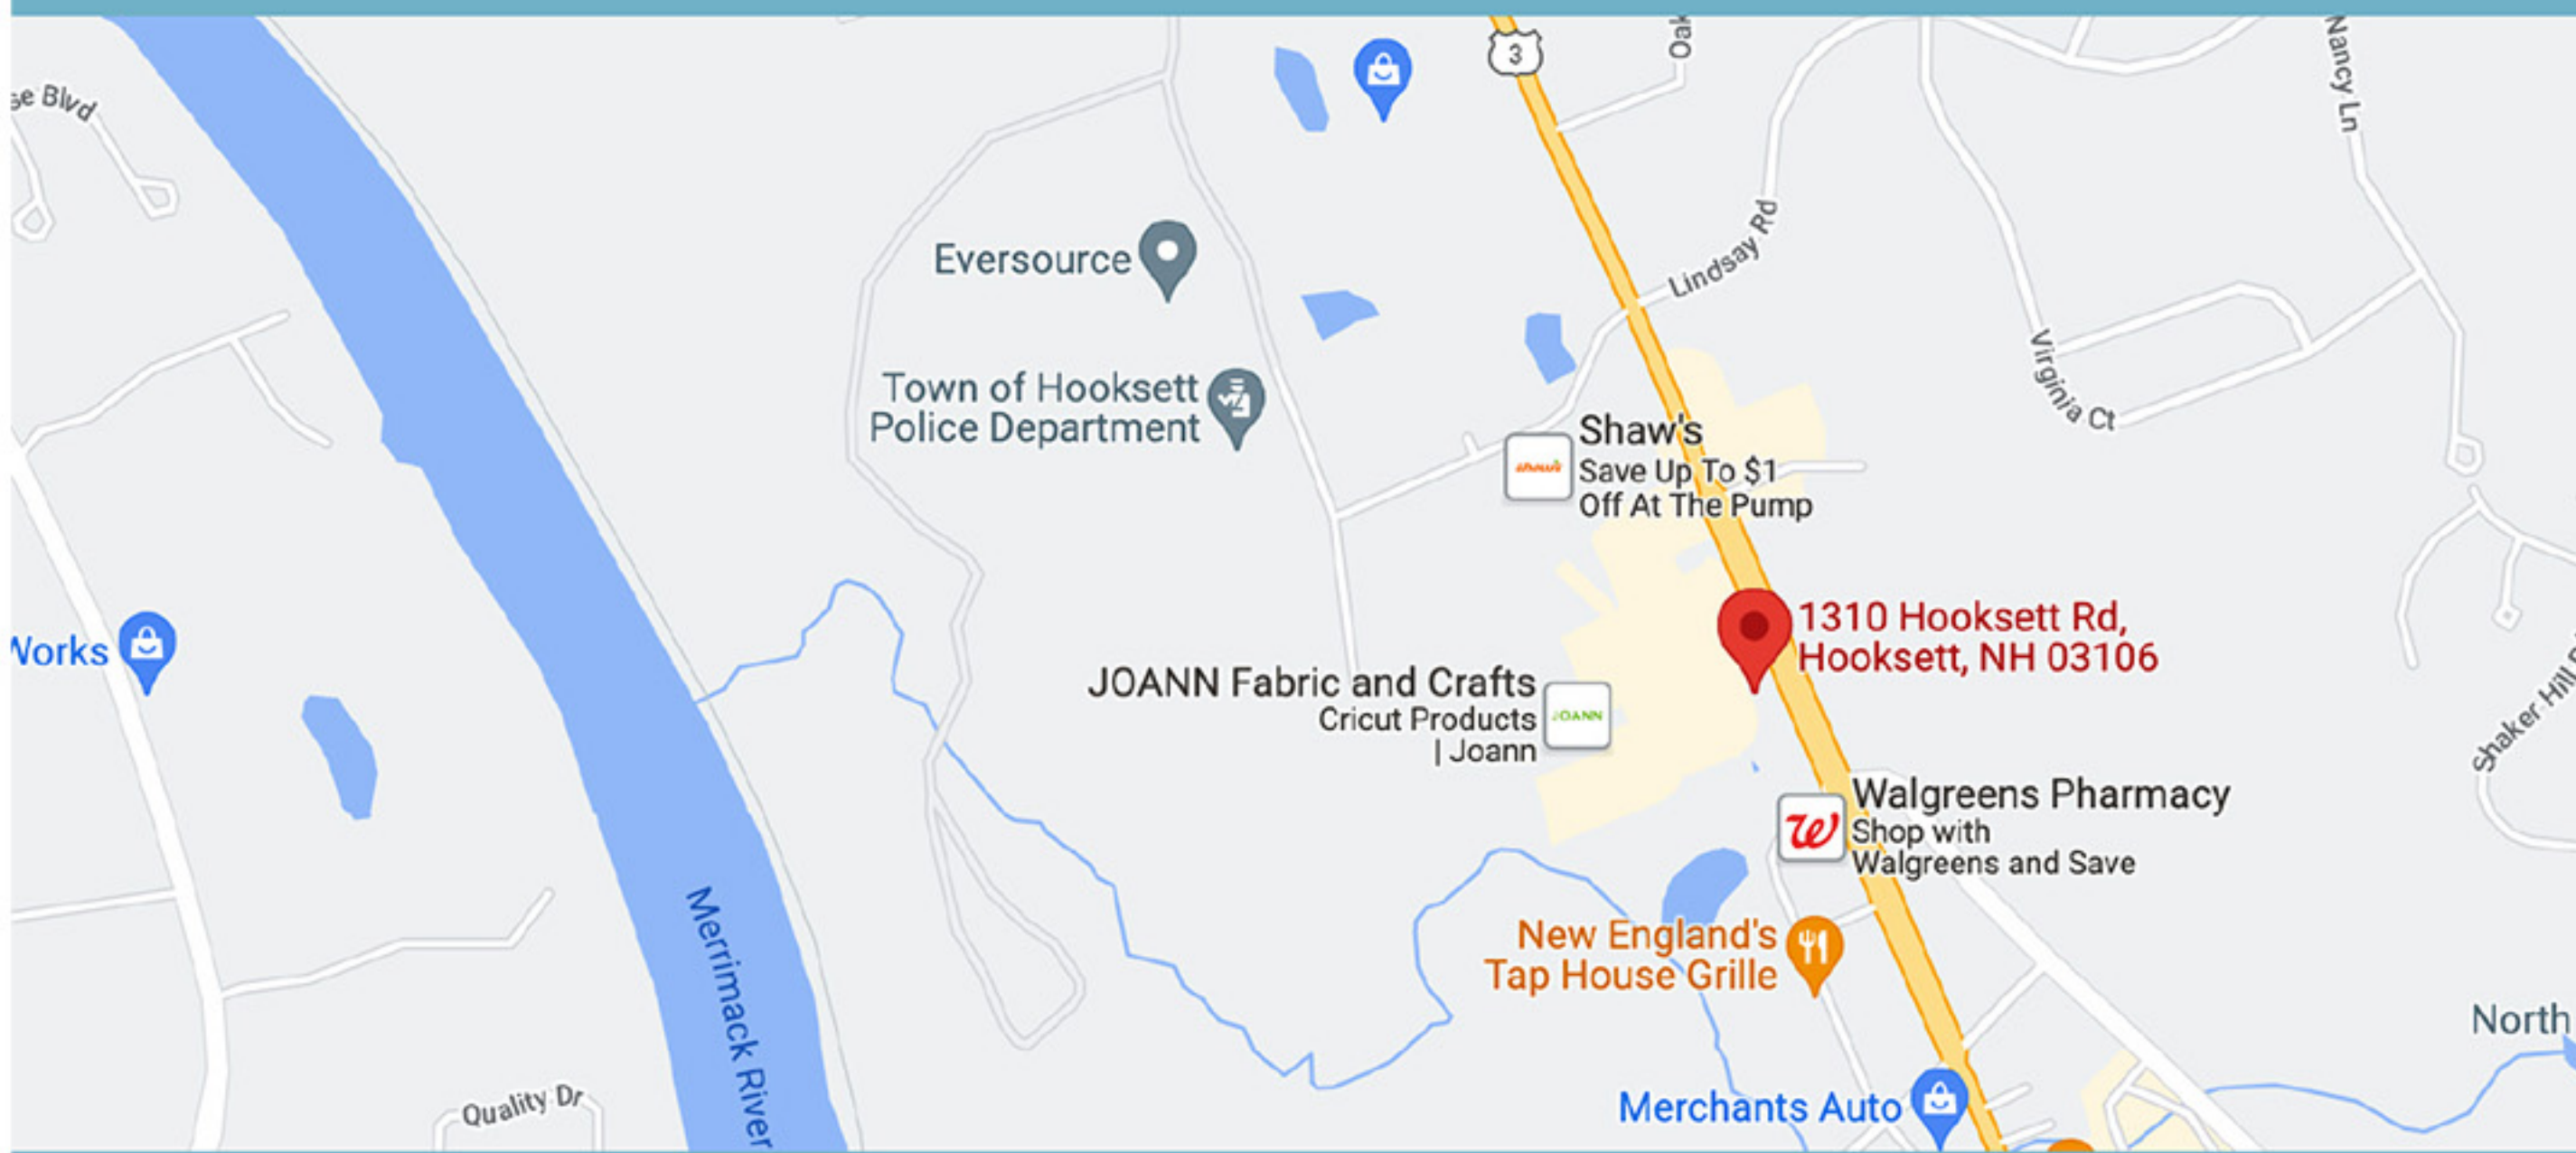 3
Oak
Nancy Ln
se Blvd
Lindsay Rd
Eversource
Town of Hooksett
Police Department
Virginia Ct
Shaw's
shaw's
Save Up To $1
Off At The Pump
1310 Hooksett Rd,
Hooksett, NH 03106
Works
JOANN Fabric and Crafts
JOANN
Cricut Products
| Joann
Shaker Hill
Walgreens Pharmacy
W
Shop with
Walgreens and Save
Merrimack River
New England's
Tap House Grille
North
Quality Dr
Merchants Auto